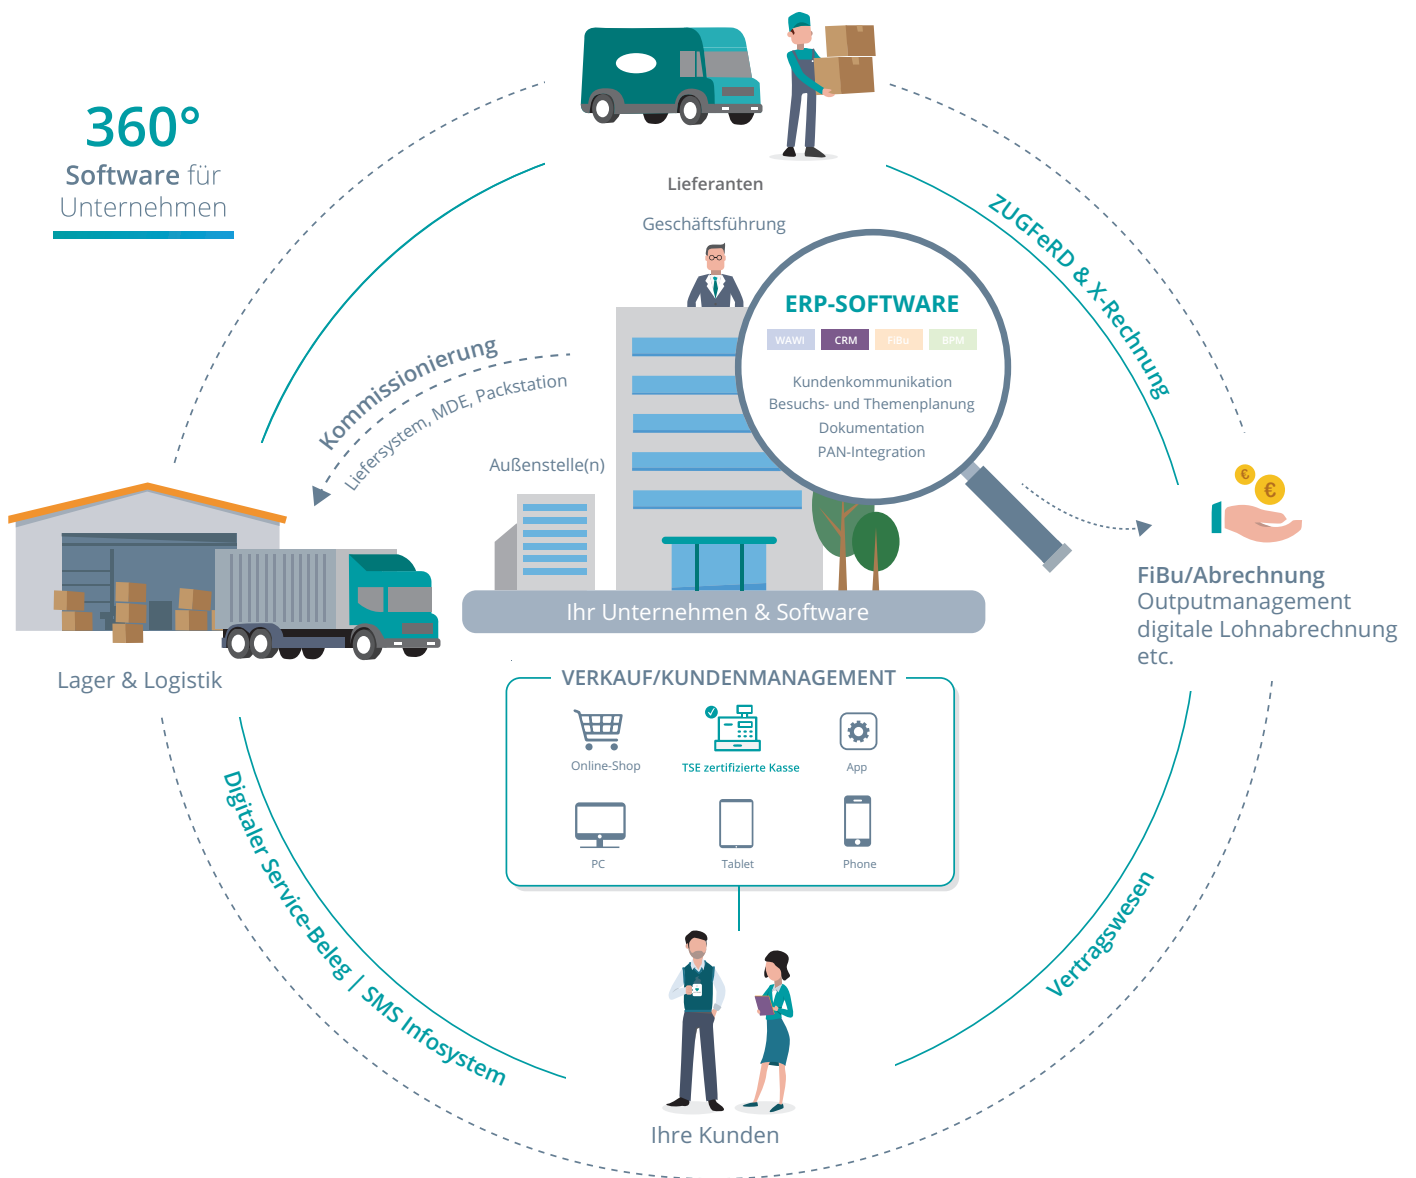 360°
Software für
Unternehmen
Lieferanten
Geschäftsführung
ZUGFeRD & X-Rechnung
ERP-SOFTWARE
WAWI CRM FiBu BPM
Kundenkommunikation
Besuchs- und Themenplanung
Dokumentation
PAN-Integration
Kommissionierung
Liefersystem, MDE, Packstation
Außenstelle(n)
€ €
FiBu/Abrechnung
Outputmanagement
digitale Lohnabrechnung
etc.
Ihr Unternehmen & Software
Lager & Logistik
VERKAUF/KUNDENMANAGEMENT
Online-Shop
TSE zertifizierte Kasse
App
PC
Tablet
Phone
Digitaler Service-Beleg | SMS Infosystem
Vertragswesen
Ihre Kunden